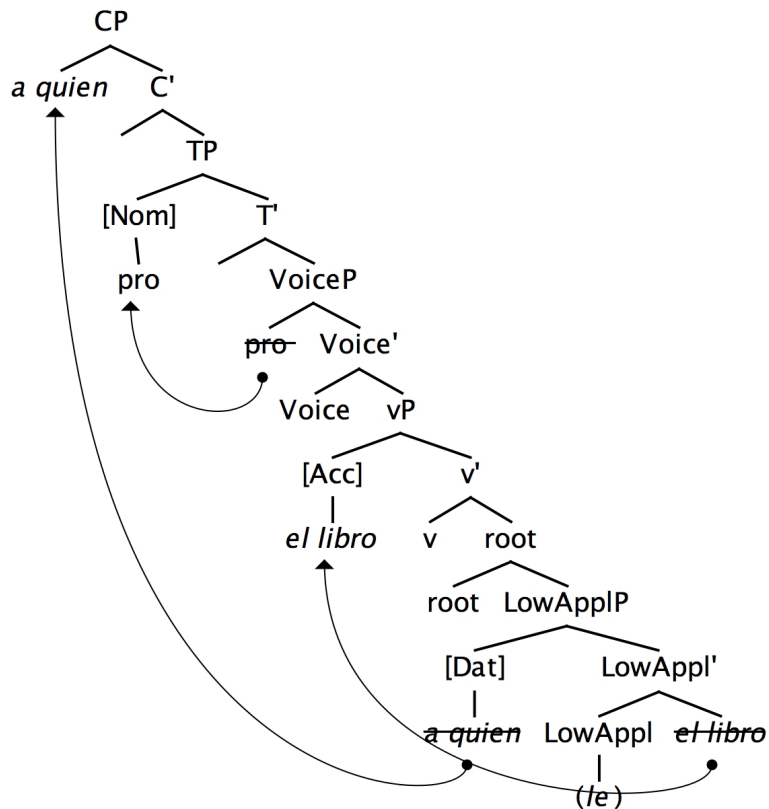 CP
a quien C'
TP
[Nom] T'
pro VoiceP
pro Voice'
Voice vP
[Acc] v'
el libro v root
root LowApplP
[Dat] LowAppl'
a quien LowAppl el libro
(le)